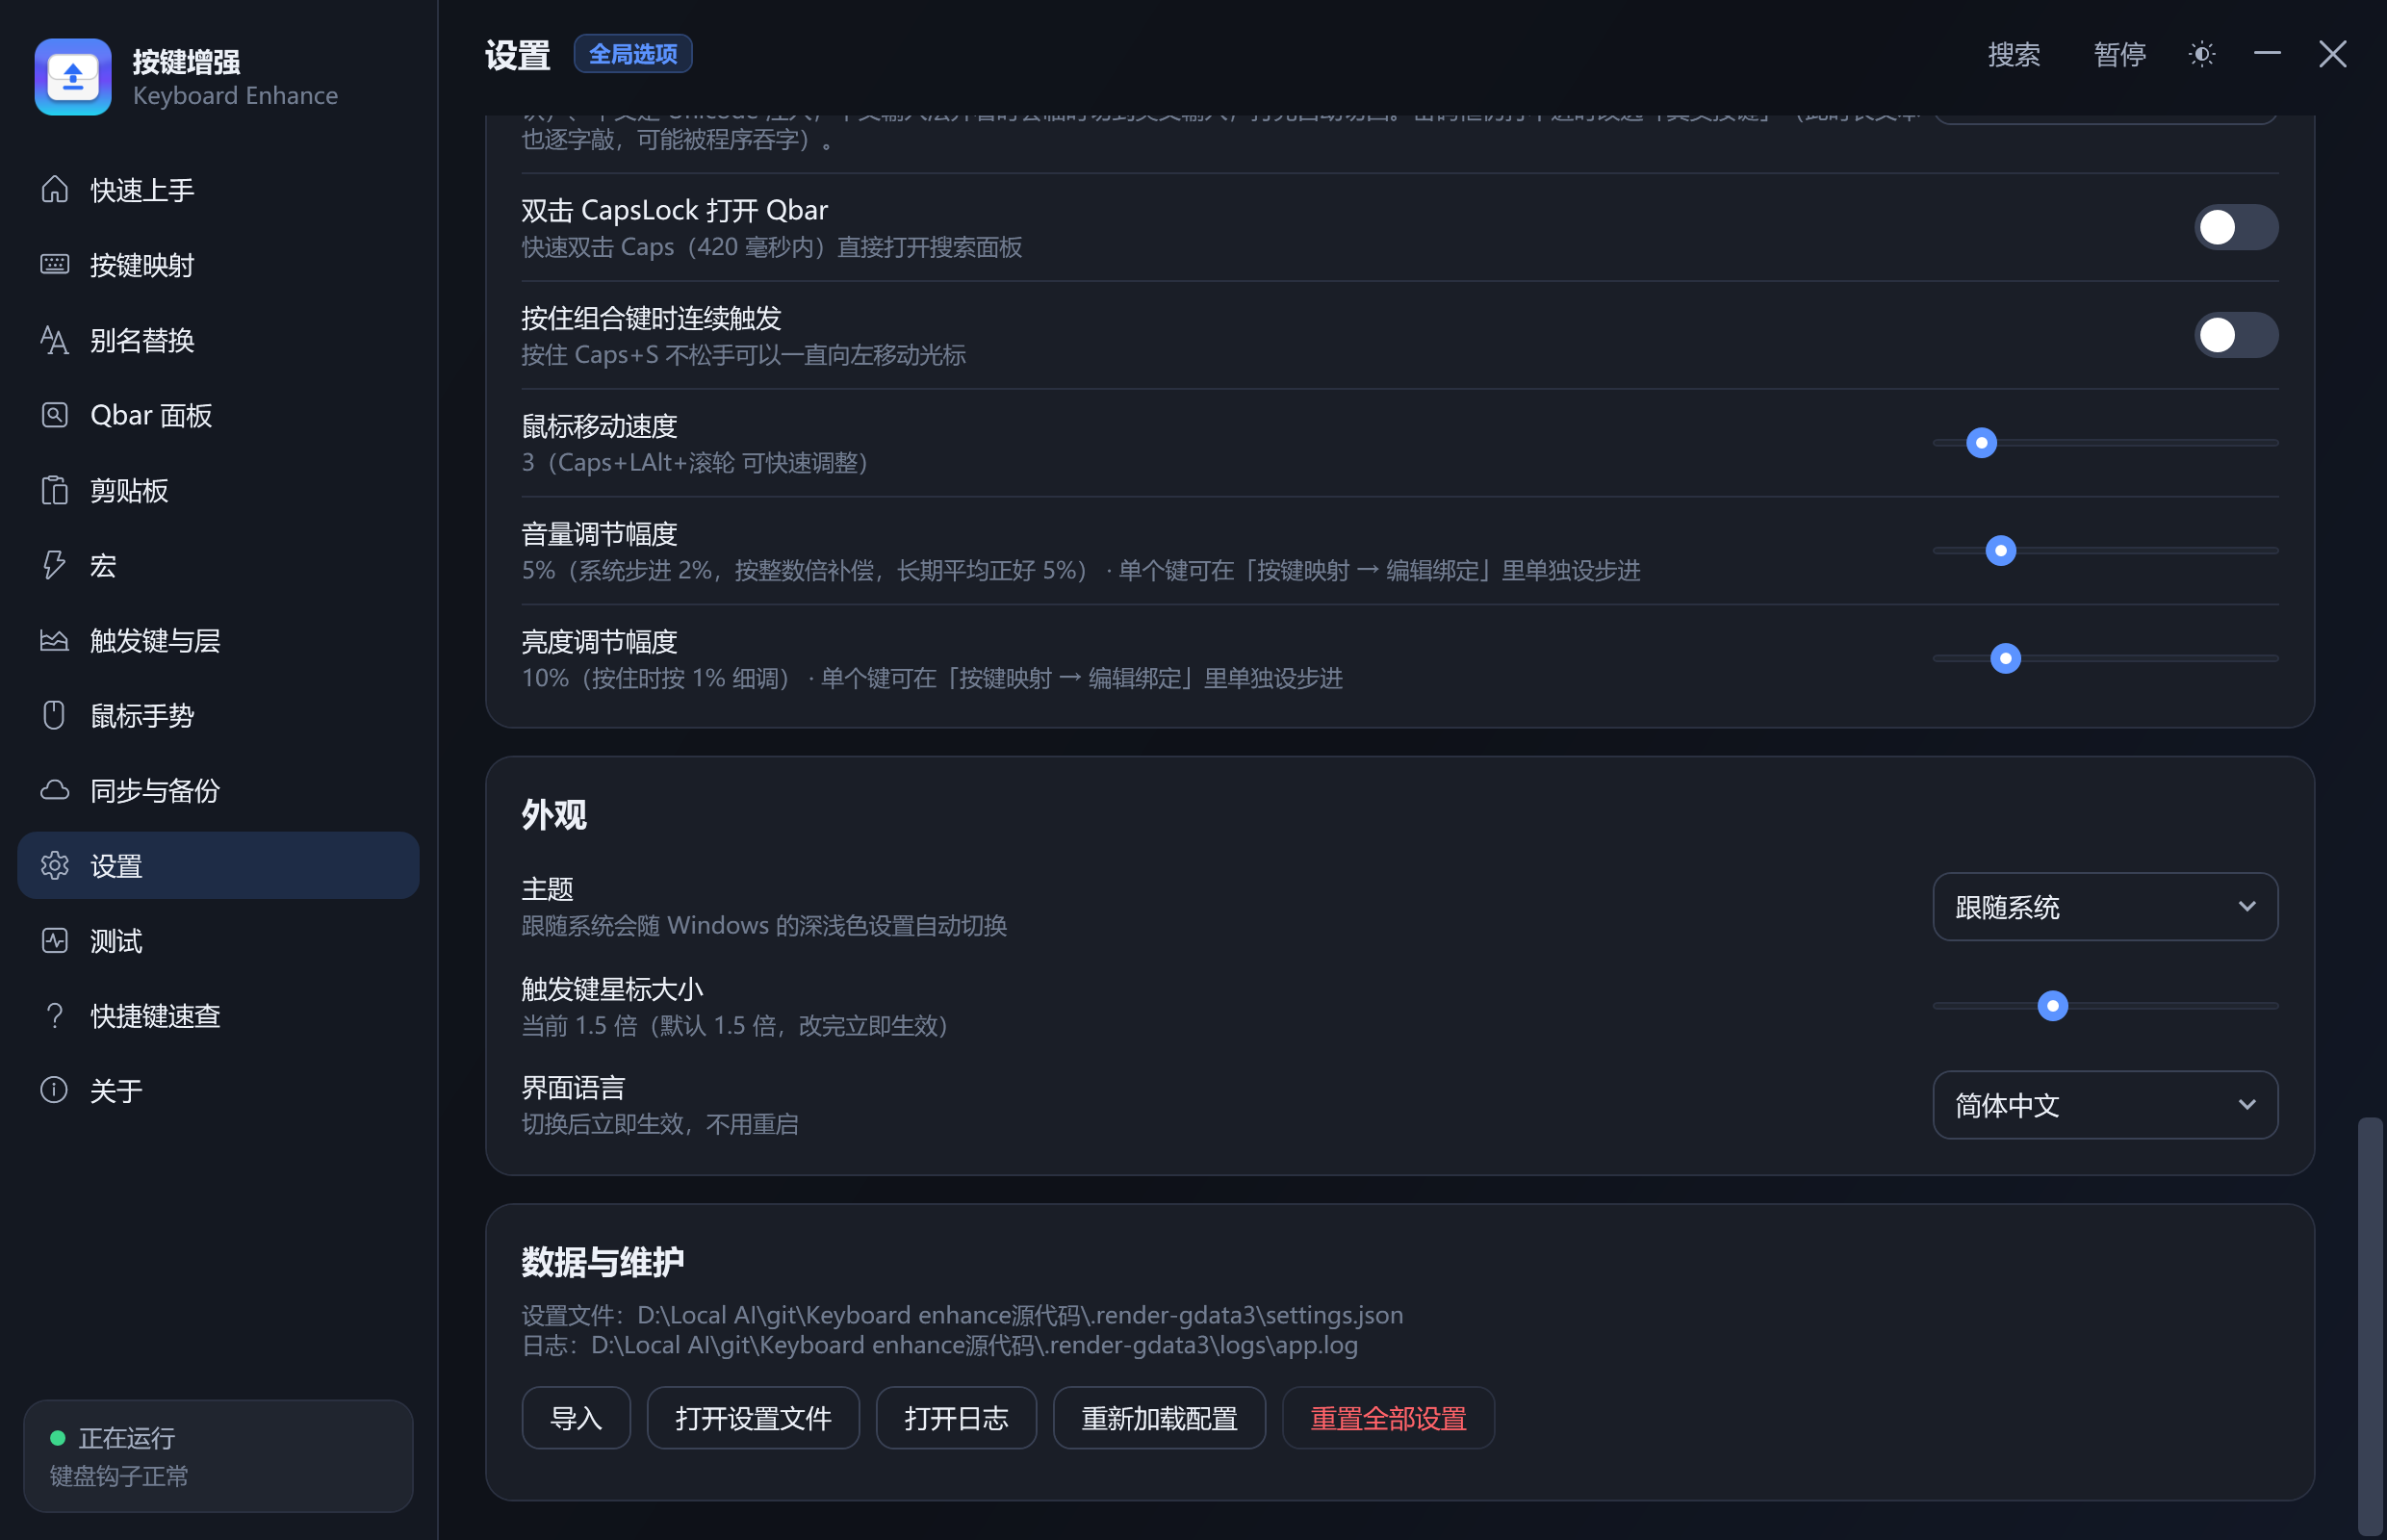 按键增强
Keyboard Enhance
快速上手
按键映射
别名替换
Qbar 面板
剪贴板
宏
触发键与层
鼠标手势
同步与备份
设置
测试
快捷键速查
关于
正在运行
键盘钩子正常
设置 全局选项
搜索 暂停
也逐字敲，可能被程序吞字）。
双击 CapsLock 打开 Qbar
快速双击 Caps（420 毫秒内）直接打开搜索面板
按住组合键时连续触发
按住 Caps+S 不松手可以一直向左移动光标
鼠标移动速度
3（Caps+LAlt+滚轮 可快速调整）
音量调节幅度
5%（系统步进 2%，按整数倍补偿，长期平均正好 5%） · 单个键可在「按键映射 → 编辑绑定」里单独设步进
亮度调节幅度
10%（按住时按 1% 细调） · 单个键可在「按键映射 → 编辑绑定」里单独设步进
外观
主题
跟随系统会随 Windows 的深浅色设置自动切换
跟随系统
触发键星标大小
当前 1.5 倍（默认 1.5 倍，改完立即生效）
界面语言
切换后立即生效，不用重启
简体中文
数据与维护
设置文件：D:\Local AI\git\Keyboard enhance源代码\.render-gdata3\settings.json
日志：D:\Local AI\git\Keyboard enhance源代码\.render-gdata3\logs\app.log
导入 打开设置文件 打开日志 重新加载配置 重置全部设置